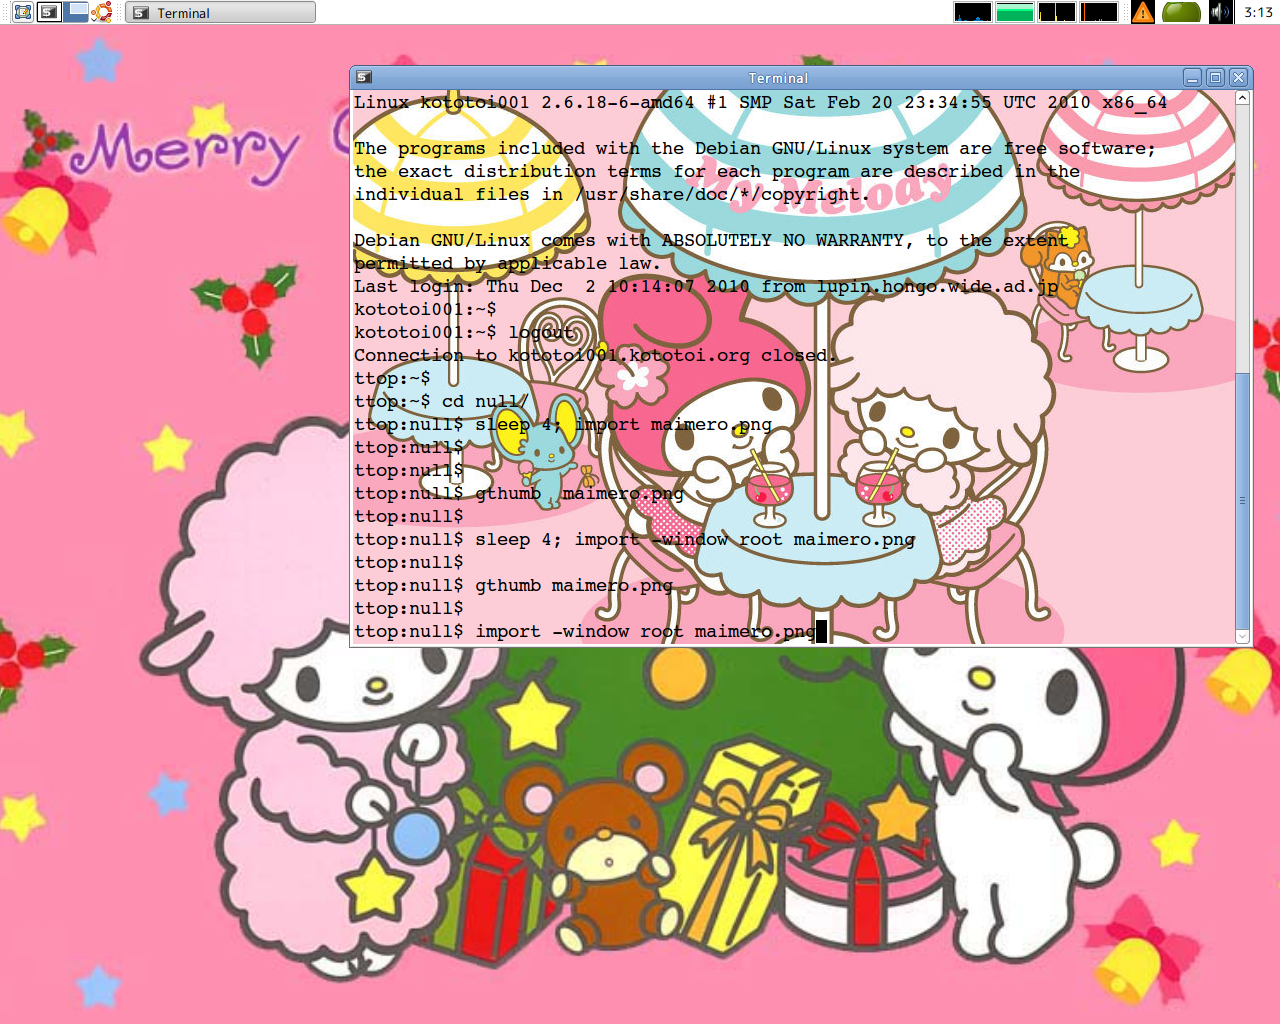 Terminal
3:13
Merry
Terminal
Linux kototoi001 2.6.18-6-amd64 #1 SMP Sat Feb 20 23:34:55 UTC 2010 x86_64
The programs included with the Debian GNU/Linux system are free software;
the exact distribution terms for each program are described in the
individual files in /usr/share/doc/*/copyright.
My Melody
Debian GNU/Linux comes with ABSOLUTELY NO WARRANTY, to the extent
permitted by applicable law.
Last login: Thu Dec  2 10:14:07 2010 from lupin.hongo.wide.ad.jp
kototoi001:~$
kototoi001:~$ logout
Connection to kototoi001.kototoi.org closed.
ttop:~$
ttop:~$ cd null/
ttop:null$ sleep 4; import maimero.png
ttop:null$
ttop:null$
ttop:null$ gthumb  maimero.png
ttop:null$
ttop:null$ sleep 4; import -window root maimero.png
ttop:null$
ttop:null$ gthumb maimero.png
ttop:null$
ttop:null$ import -window root maimero.png